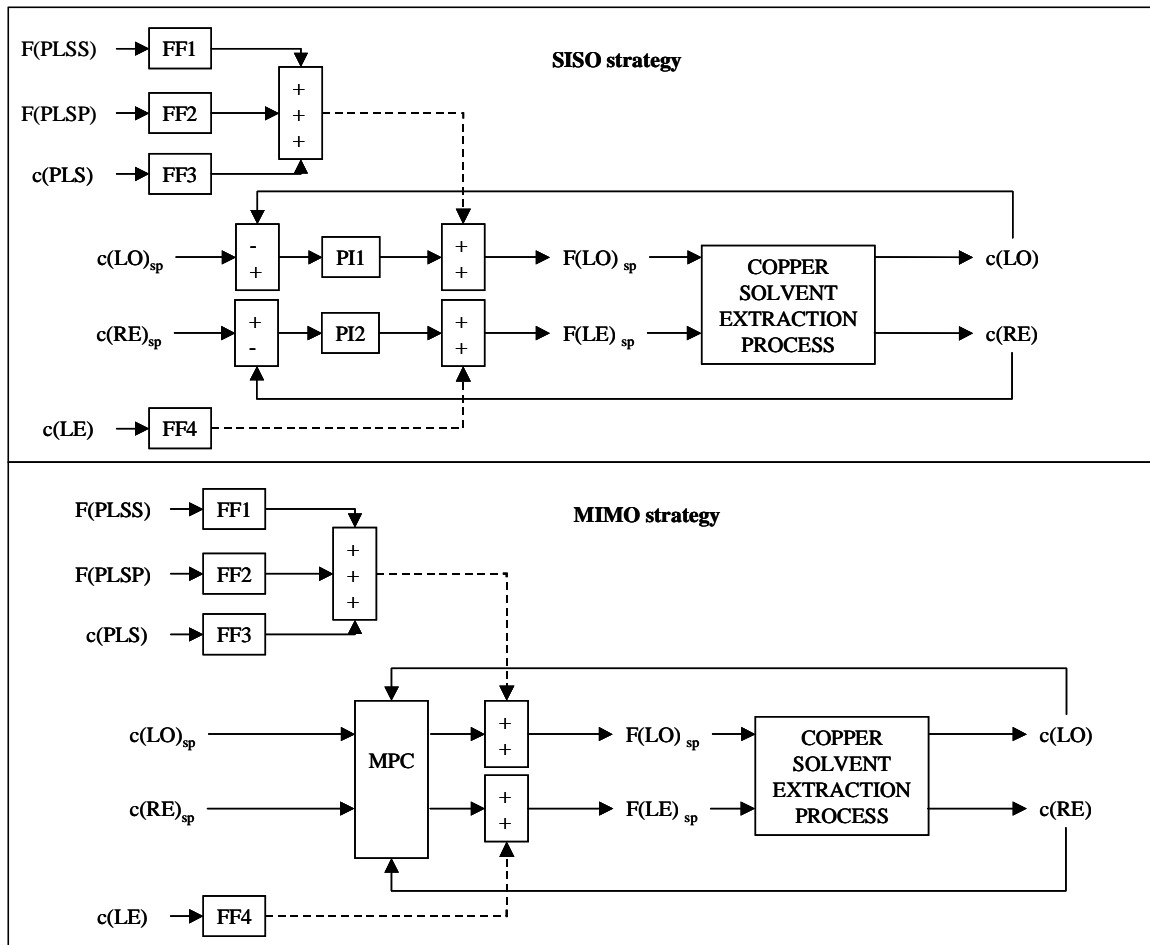 SISO strategy
F(PLSS)
FF1
F(PLSP)
FF2
c(PLS)
FF3
+
+
+
c(LO)sp
-
+
PI1
+
+
F(LO) sp
COPPER
SOLVENT
EXTRACTION
PROCESS
c(LO)
c(RE)sp
+
-
PI2
+
+
F(LE) sp
c(RE)
c(LE)
FF4
MIMO strategy
F(PLSS)
FF1
F(PLSP)
FF2
c(PLS)
FF3
+
+
+
c(LO)sp
c(RE)sp
MPC
+
+
F(LO) sp
+
+
F(LE) sp
COPPER
SOLVENT
EXTRACTION
PROCESS
c(LO)
c(RE)
c(LE)
FF4